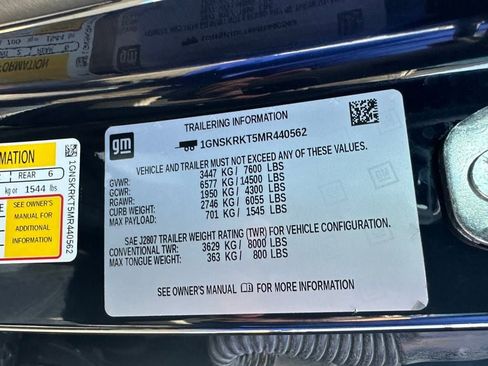 TRAILERING INFORMATION
gm
1GNSKRKT5MR440562
VEHICLE AND TRAILER MUST NOT EXCEED ANY OF THESE VALUES.
GVWR: 3447 KG / 7600 LBS
GCWR: 6577 KG / 14500 LBS
RGAWR: 1950 KG / 4300 LBS
CURB WEIGHT: 2746 KG / 6055 LBS
MAX PAYLOAD: 701 KG / 1545 LBS
SAE J2807 TRAILER WEIGHT RATING (TWR) FOR VEHICLE CONFIGURATION.
CONVENTIONAL TWR: 3629 KG / 8000 LBS
MAX TONGUE WEIGHT: 363 KG / 800 LBS
SEE OWNER'S MANUAL FOR MORE INFORMATION
REAR 6
kg or 1544 lbs
SEE OWNER'S
MANUAL FOR
ADDITIONAL
INFORMATION
1GNSKRKT5MR440562